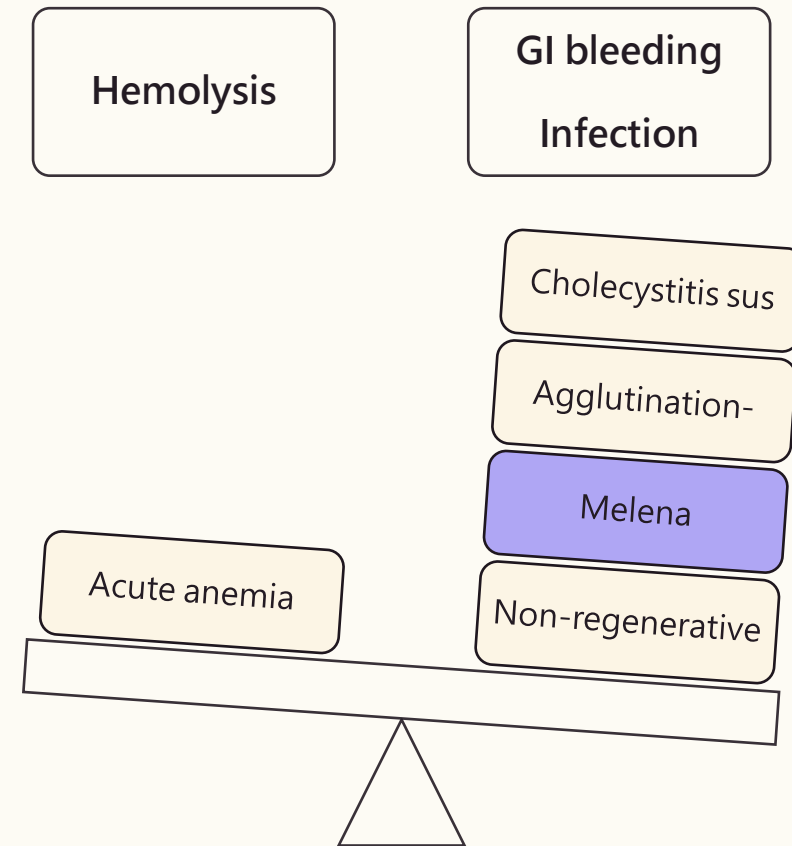 Hemolysis
GI bleeding
Infection
Cholecystitis sus
Agglutination-
Melena
Acute anemia
Non-regenerative